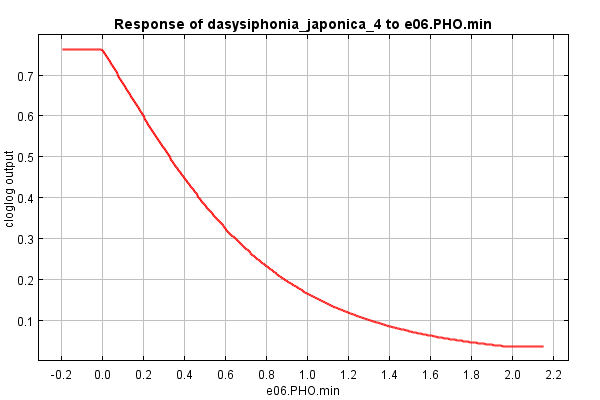 Response of dasysiphonia_japonica_4 to e06.PHO.min
cloglog output
0.7
0.6
0.5
0.4
0.3
0.2
0.1
-0.2 0.0 0.2 0.4 0.6 0.8 1.0 1.2 1.4 1.6 1.8 2.0 2.2
e06.PHO.min